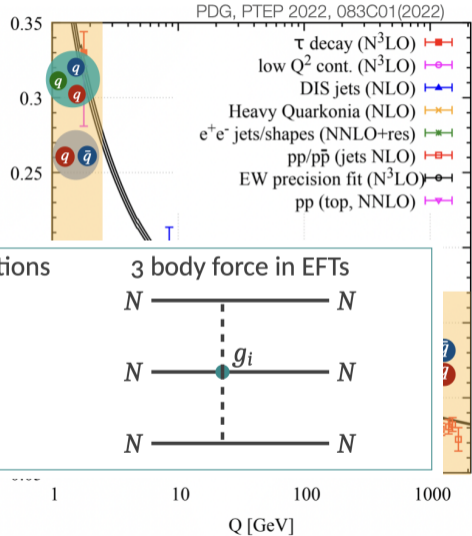 PDG, PTEP 2022, 083C01(2022)
0.35
τ decay (N³LO)
low Q² cont. (N³LO)
DIS jets (NLO)
0.3
Heavy Quarkonia (NLO)
e⁺e⁻ jets/shapes (NNLO+res)
pp/pp̅ (jets NLO)
EW precision fit (N³LO)
pp (top, NNLO)
q q
q
q q̅
0.25
tions
3 body force in EFTs
N N
gᵢ
N N
N N
q̅
1 10 100 1000
Q [GeV]